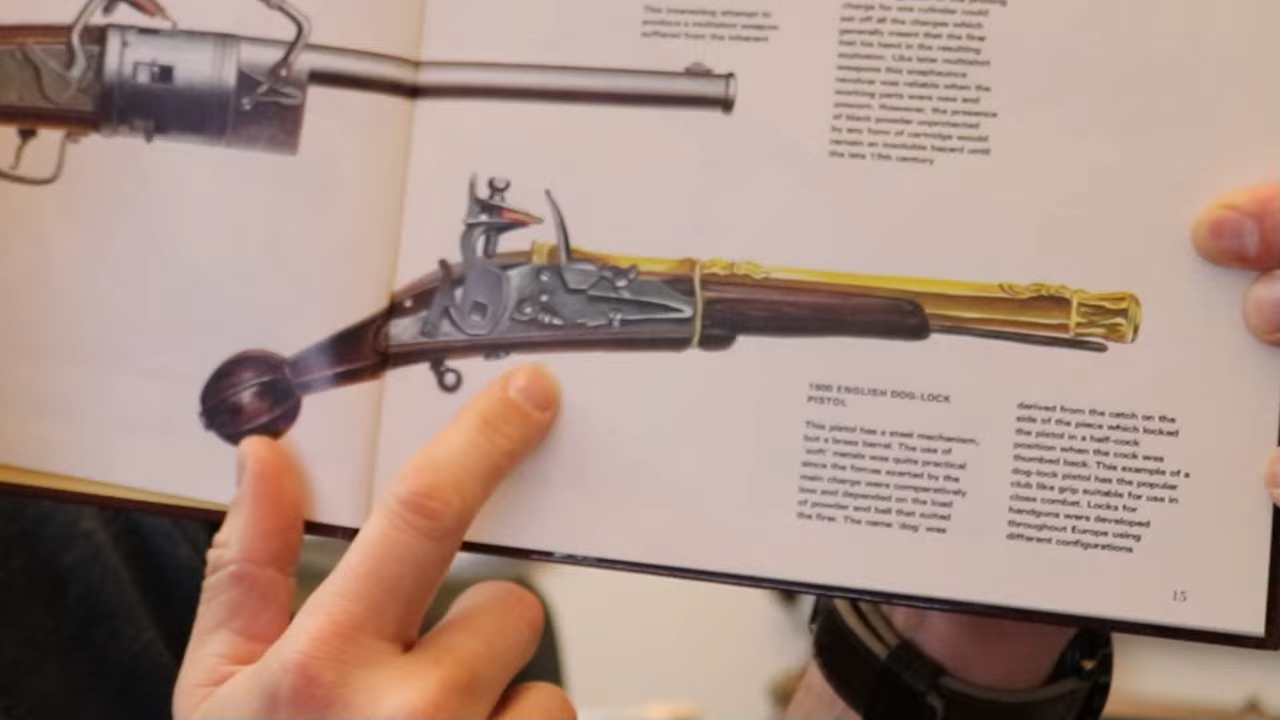 This interesting attempt to
produce a multishot weapon
suffered from the inherent
charge for one cylinder could
set off all the charges which
generally meant that the firer
lost his hand in the resulting
explosion. Like later multishot
weapons this snaphaunce
revolver was reliable when the
working parts were new and
unworn. However, the presence
of black powder unprotected
by any form of cartridge would
remain an insoluble hazard until
the late 19th century
ENGLISH DOG-LOCK
PISTOL
This pistol has a steel mechanism,
but a brass barrel. The use of
'soft' metals was quite practical
since the forces exerted by the
main charge were comparatively
low and depended on the load
of powder and ball that suited
the firer. The name 'dog' was
derived from the catch on the
side of the piece which locked
the pistol in a half-cock
position when the cock was
thumbed back. This example of a
dog-lock pistol has the popular
club like grip suitable for use in
close combat. Locks for
handguns were developed
throughout Europe using
different configurations
15